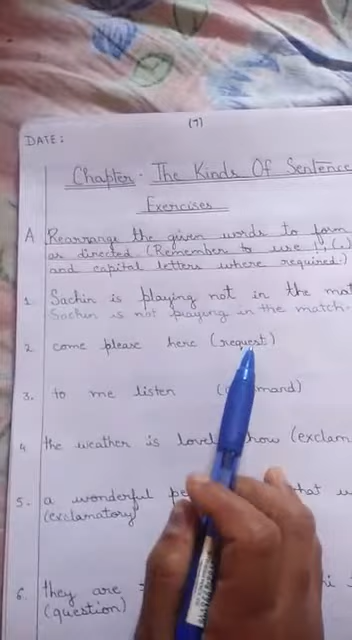 (7)
DATE:
Chapter. The Kinds Of Sentence
Exercises
A Rearrange the given words to form
as directed (Remember to use
and capital letters where required.)
1. Sachin is playing not in the mat
Sachin is not playing in the match.
2. come please here (request)
3. to me listen
4. the weather is how (exclam
5. a wonderful that
(exclamatory)
6. they are
(question)